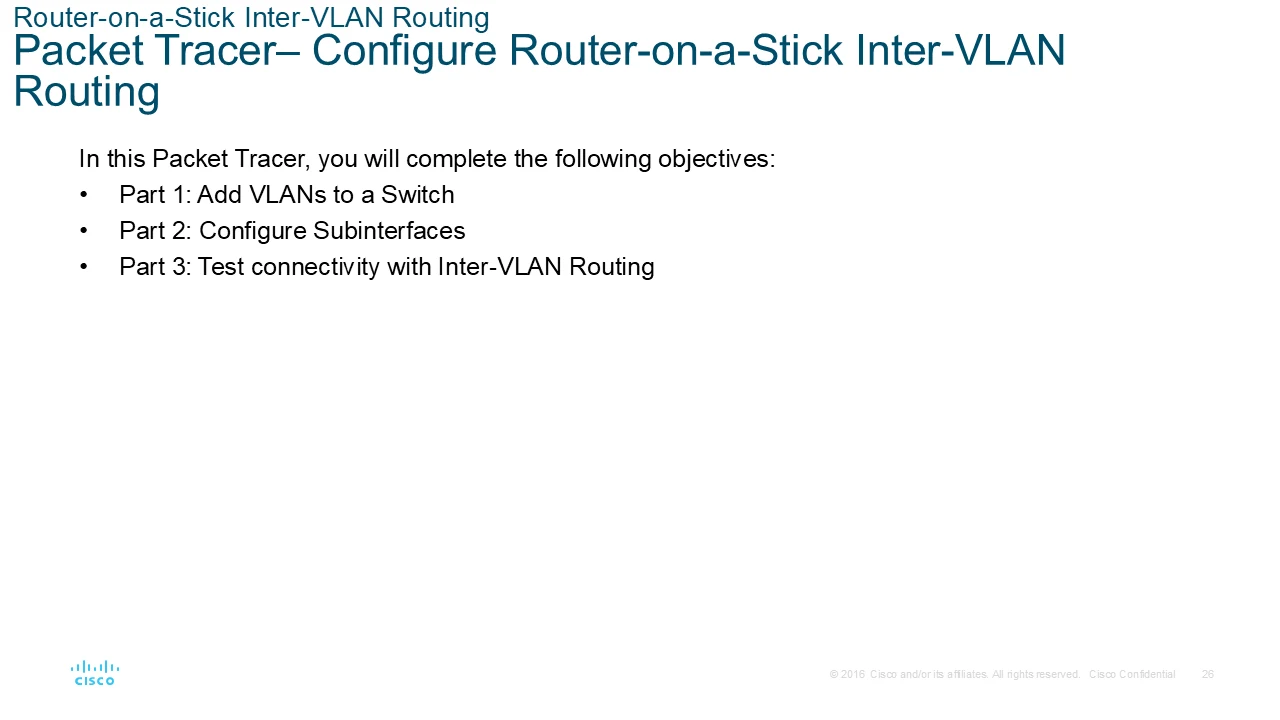 Router-on-a-Stick Inter-VLAN Routing
Packet Tracer– Configure Router-on-a-Stick Inter-VLAN
Routing
In this Packet Tracer, you will complete the following objectives:
• Part 1: Add VLANs to a Switch
• Part 2: Configure Subinterfaces
• Part 3: Test connectivity with Inter-VLAN Routing
CISCO
© 2016 Cisco and/or its affiliates. All rights reserved. Cisco Confidential 26